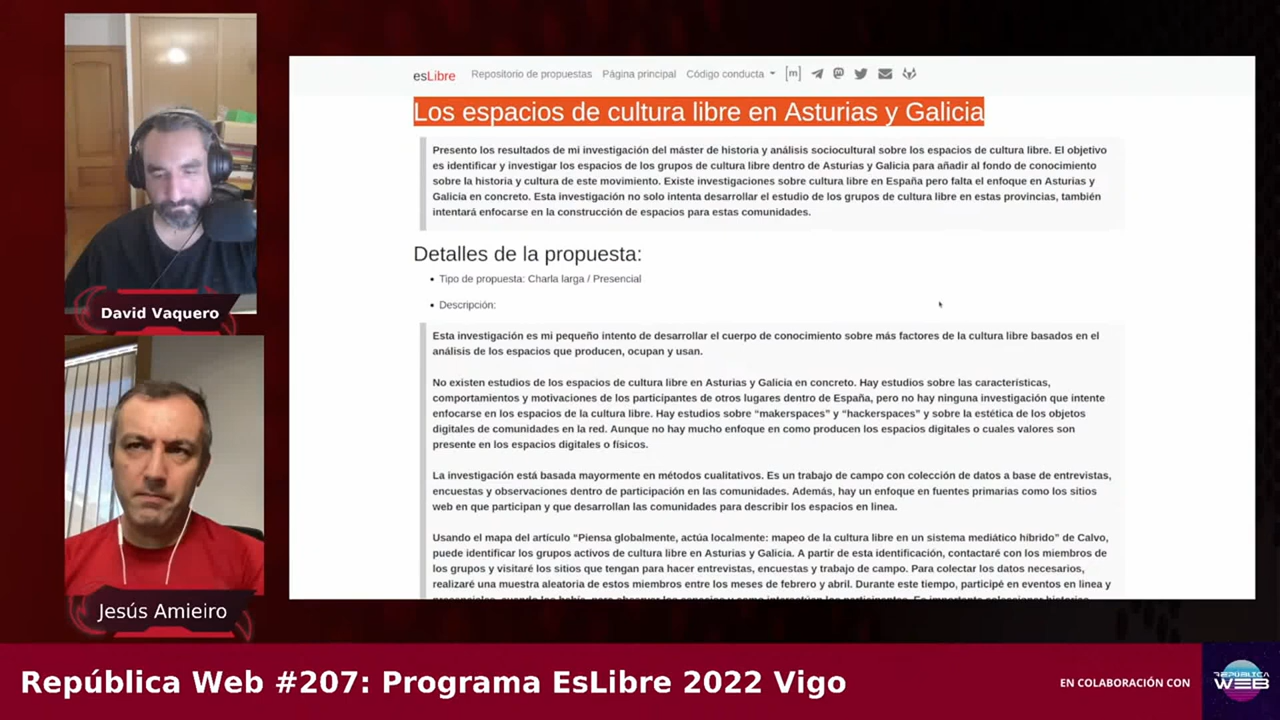 esLibre Repositorio de propuestas Página principal Código conducta [m]
Los espacios de cultura libre en Asturias y Galicia
Presento los resultados de mi investigación del máster de historia y análisis sociocultural sobre los espacios de cultura libre. El objetivo
es identificar y investigar los espacios de los grupos de cultura libre dentro de Asturias y Galicia para añadir al fondo de conocimiento
sobre la historia y cultura de este movimiento. Existe investigaciones sobre cultura libre en España pero falta el enfoque en Asturias y
Galicia en concreto. Esta investigación no solo intenta desarrollar el estudio de los grupos de cultura libre en estas provincias, también
intentará enfocarse en la construcción de espacios para estas comunidades.
Detalles de la propuesta:
• Tipo de propuesta: Charla larga / Presencial
• Descripción:
Esta investigación es mi pequeño intento de desarrollar el cuerpo de conocimiento sobre más factores de la cultura libre basados en el
análisis de los espacios que producen, ocupan y usan.
No existen estudios de los espacios de cultura libre en Asturias y Galicia en concreto. Hay estudios sobre las características,
comportamientos y motivaciones de los participantes de otros lugares dentro de España, pero no hay ninguna investigación que intente
enfocarse en los espacios de la cultura libre. Hay estudios sobre “makerspaces” y “hackerspaces” y sobre la estética de los objetos
digitales de comunidades en la red. Aunque no hay mucho enfoque en como producen los espacios digitales o cuales valores son
presente en los espacios digitales o físicos.
La investigación está basada mayormente en métodos cualitativos. Es un trabajo de campo con colección de datos a base de entrevistas,
encuestas y observaciones dentro de participación en las comunidades. Además, hay un enfoque en fuentes primarias como los sitios
web en que participan y que desarrollan las comunidades para describir los espacios en línea.
Usando el mapa del artículo “Piensa globalmente, actúa localmente: mapeo de la cultura libre en un sistema mediático híbrido” de Calvo,
puede identificar los grupos activos de cultura libre en Asturias y Galicia. A partir de esta identificación, contactaré con los miembros de
los grupos y visitaré los sitios que tengan para hacer entrevistas, encuestas y trabajo de campo. Para colectar los datos necesarios,
realizaré una muestra aleatoria de estos miembros entre los meses de febrero y abril. Durante este tiempo, participé en eventos en línea y
David Vaquero
Jesús Amieiro
República Web #207: Programa EsLibre 2022 Vigo
EN COLABORACIÓN CON
REPÚBLICA
WEB